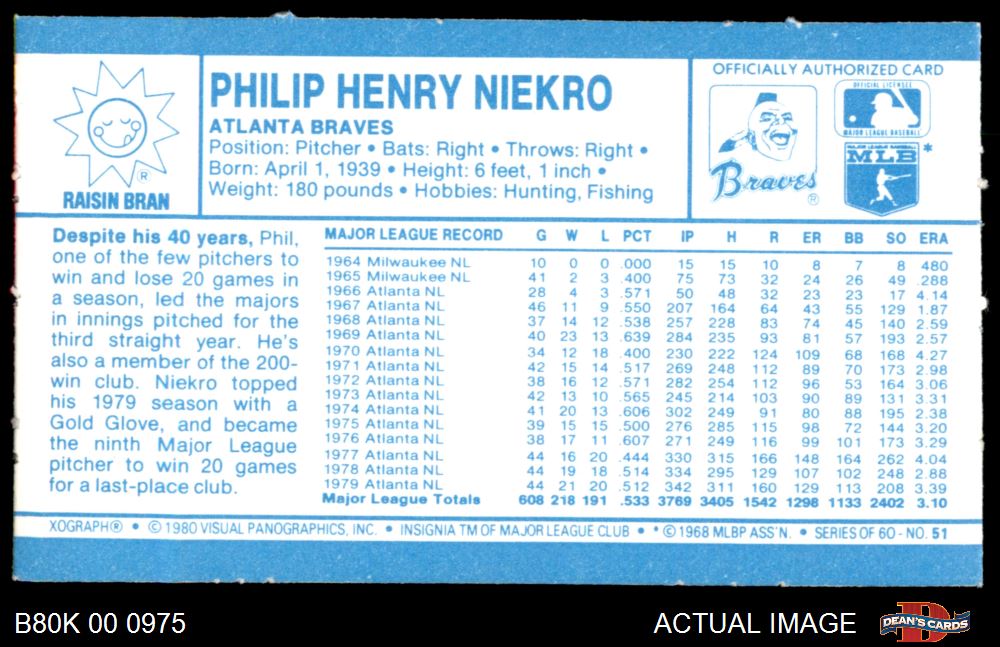 ®
RAISIN BRAN
PHILIP HENRY NIEKRO
ATLANTA BRAVES
Position: Pitcher • Bats: Right • Throws: Right •
Born: April 1, 1939 • Height: 6 feet, 1 inch •
Weight: 180 pounds • Hobbies: Hunting, Fishing
OFFICIALLY AUTHORIZED CARD
Braves ®
OFFICIAL LICENSEE
MAJOR LEAGUE BASEBALL
MAJOR LEAGUE BASEBALL
MLB *
Despite his 40 years, Phil,
one of the few pitchers to
win and lose 20 games in
a season, led the majors
in innings pitched for the
third straight year. He's
also a member of the 200-
win club. Niekro topped
his 1979 season with a
Gold Glove, and became
the ninth Major League
pitcher to win 20 games
for a last-place club.
MAJOR LEAGUE RECORD G W L PCT IP H R ER BB SO ERA
1964 Milwaukee NL 10 0 0 .000 15 15 10 8 7 8 480
1965 Milwaukee NL 41 2 3 .400 75 73 32 24 26 49 .288
1966 Atlanta NL 28 4 3 .571 50 48 32 23 23 17 4.14
1967 Atlanta NL 46 11 9 .550 207 164 64 43 55 129 1.87
1968 Atlanta NL 37 14 12 .538 257 228 83 74 45 140 2.59
1969 Atlanta NL 40 23 13 .639 284 235 93 81 57 193 2.57
1970 Atlanta NL 34 12 18 .400 230 222 124 109 68 168 4.27
1971 Atlanta NL 42 15 14 .517 269 248 112 89 70 173 2.98
1972 Atlanta NL 38 16 12 .571 282 254 112 96 53 164 3.06
1973 Atlanta NL 42 13 10 .565 245 214 103 90 89 131 3.31
1974 Atlanta NL 41 20 13 .606 302 249 91 80 88 195 2.38
1975 Atlanta NL 39 15 15 .500 276 285 115 98 72 144 3.20
1976 Atlanta NL 38 17 11 .607 271 249 116 99 101 173 3.29
1977 Atlanta NL 44 16 20 .444 330 315 166 148 164 262 4.04
1978 Atlanta NL 44 19 18 .514 334 295 129 107 102 248 2.88
1979 Atlanta NL 44 21 20 .512 342 311 160 129 113 208 3.39
Major League Totals 608 218 191 .533 3769 3405 1542 1298 1133 2402 3.10
XOGRAPH® • © 1980 VISUAL PANOGRAPHICS, INC. • INSIGNIA TM OF MAJOR LEAGUE CLUB • * © 1968 MLBP ASS'N. • SERIES OF 60 - NO. 51
B80K 00 0975
ACTUAL IMAGE
DEAN'S CARDS